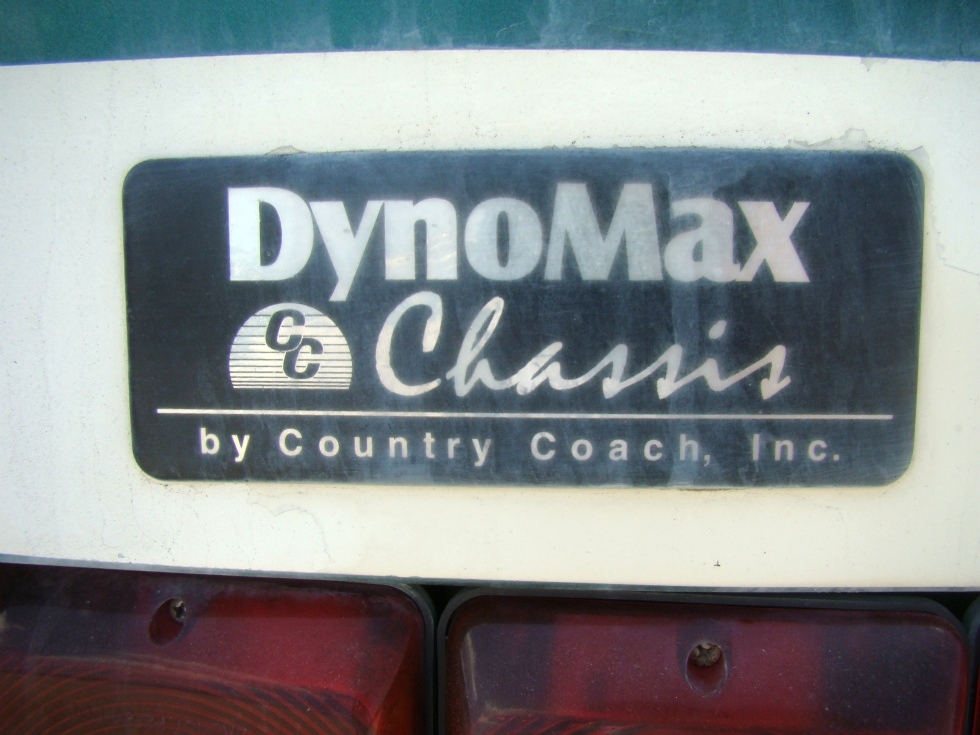 DynoMax
CC Chassis
by Country Coach, Inc.